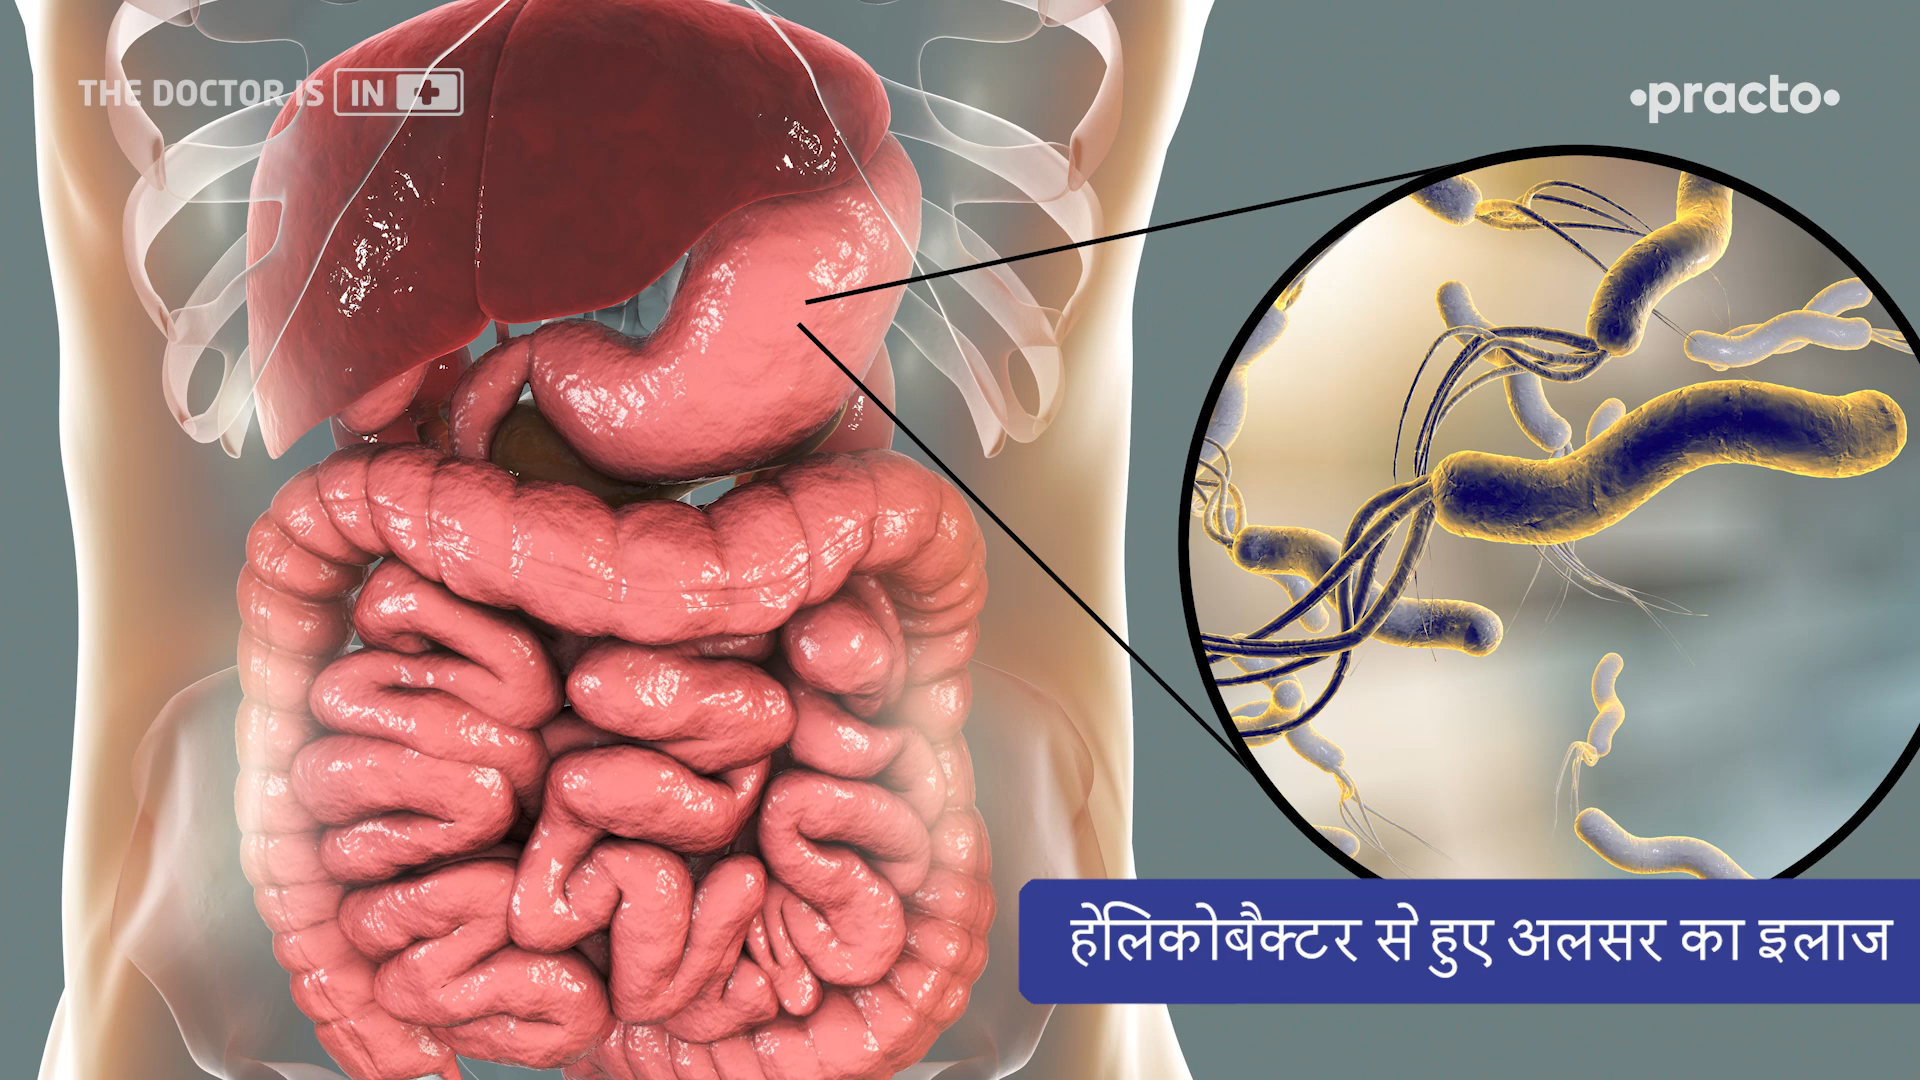 THE DOCTOR IS IN
•practo•
हेलिकोबैक्टर से हुए अलसर का इलाज